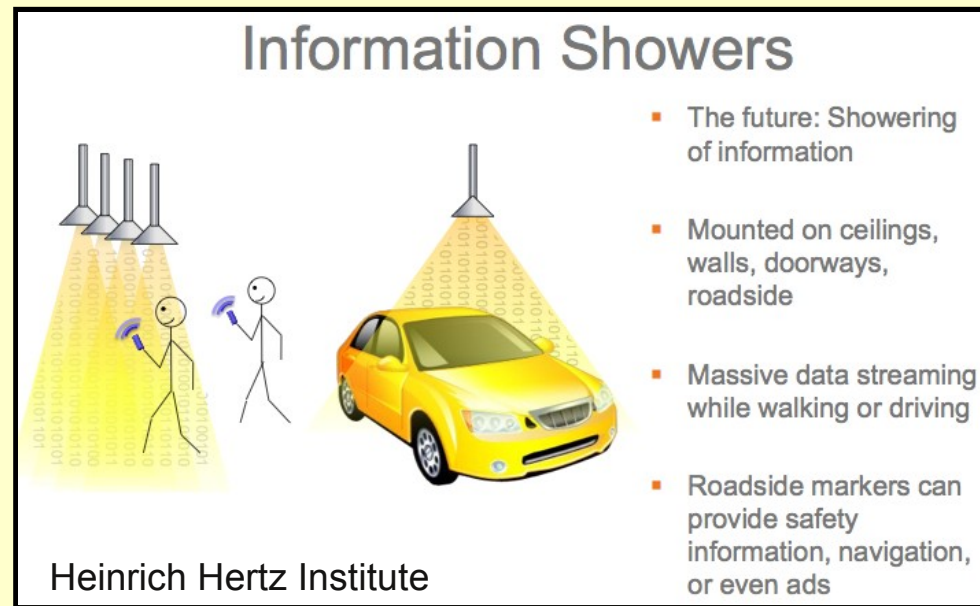 Information Showers
The future: Showering
of information
Mounted on ceilings,
walls, doorways,
roadside
Massive data streaming
while walking or driving
Roadside markers can
provide safety
information, navigation,
or even ads
Heinrich Hertz Institute